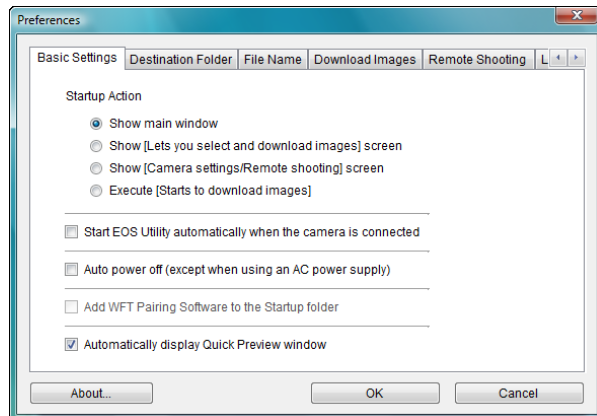 Preferences
Basic Settings Destination Folder File Name Download Images Remote Shooting L
Startup Action
Show main window
Show [Lets you select and download images] screen
Show [Camera settings/Remote shooting] screen
Execute [Starts to download images]
Start EOS Utility automatically when the camera is connected
Auto power off (except when using an AC power supply)
Add WFT Pairing Software to the Startup folder
Automatically display Quick Preview window
About... OK Cancel